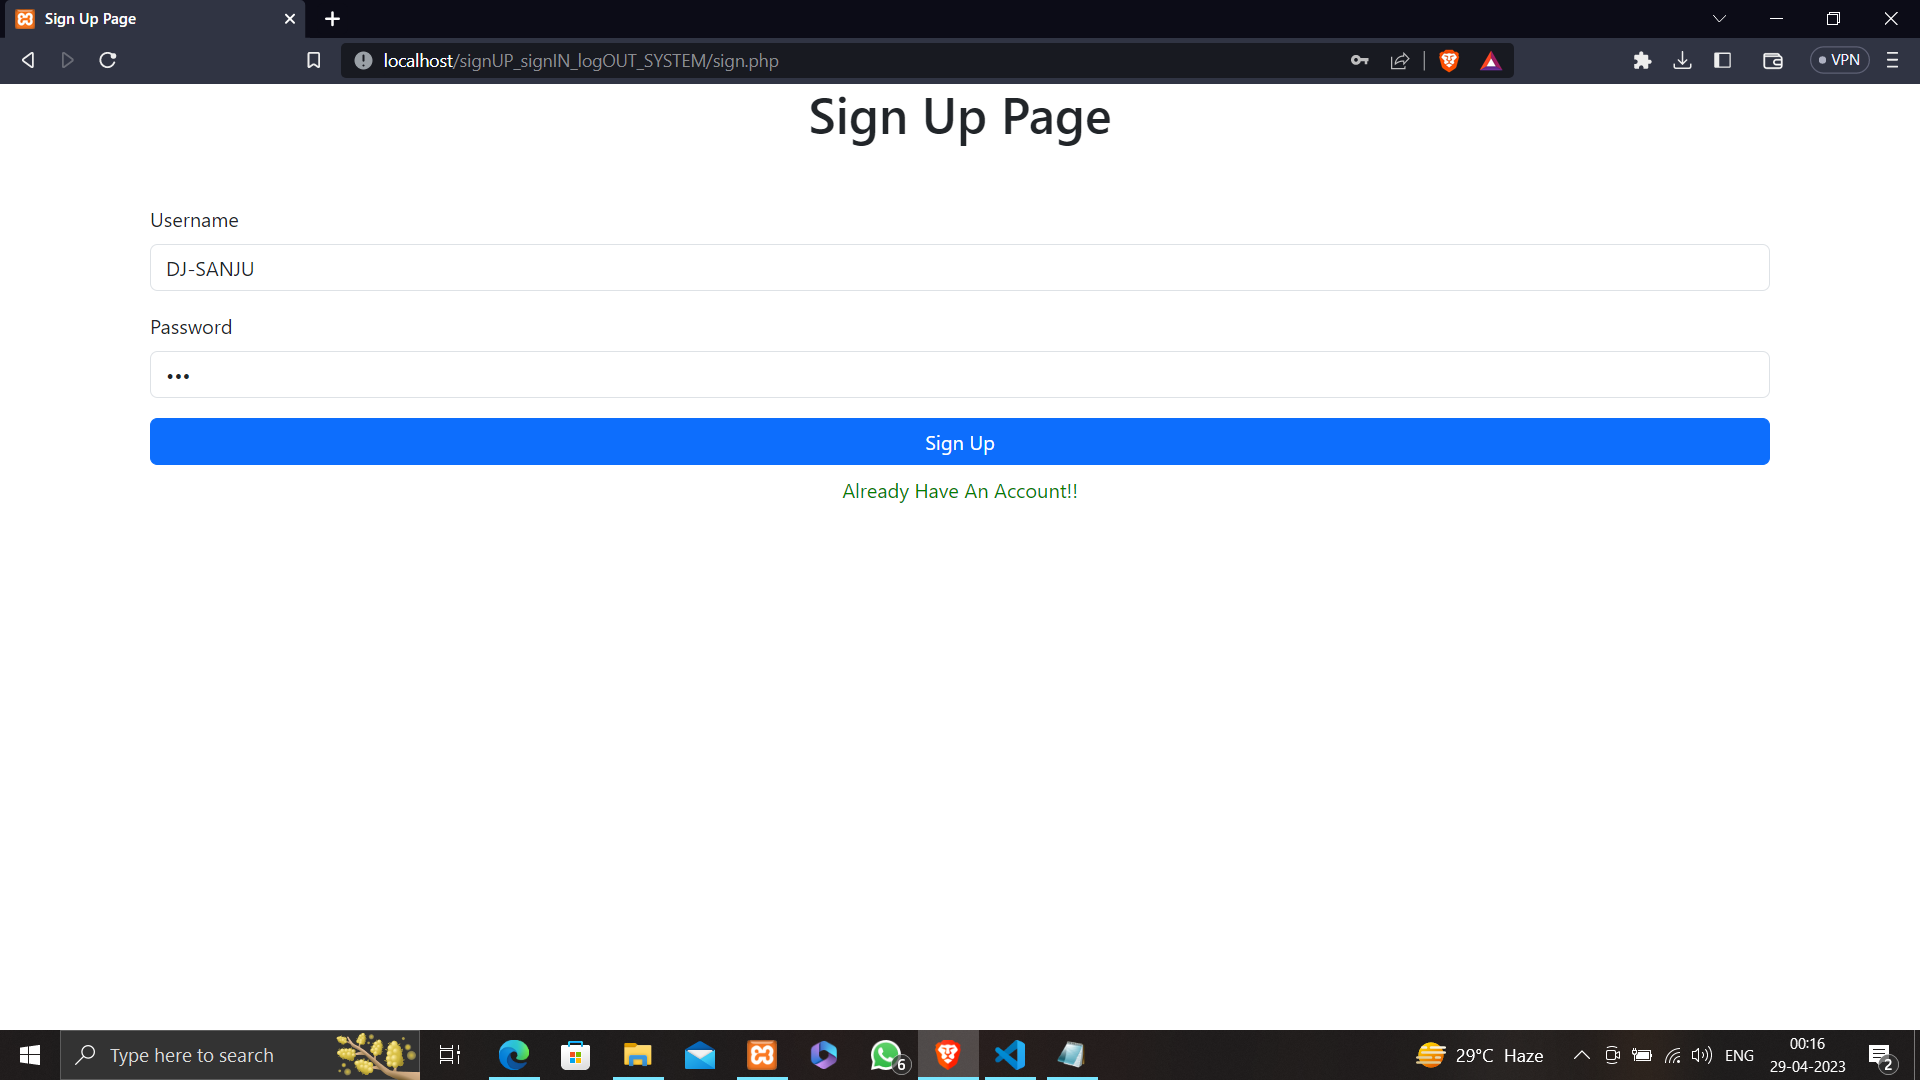 Sign Up Page
localhost/signUP_signIN_logOUT_SYSTEM/sign.php
VPN
Sign Up Page
Username
DJ-SANJU
Password
•••
Sign Up
Already Have An Account!!
Type here to search
6
29°C Haze
ENG
00:16
29-04-2023
2